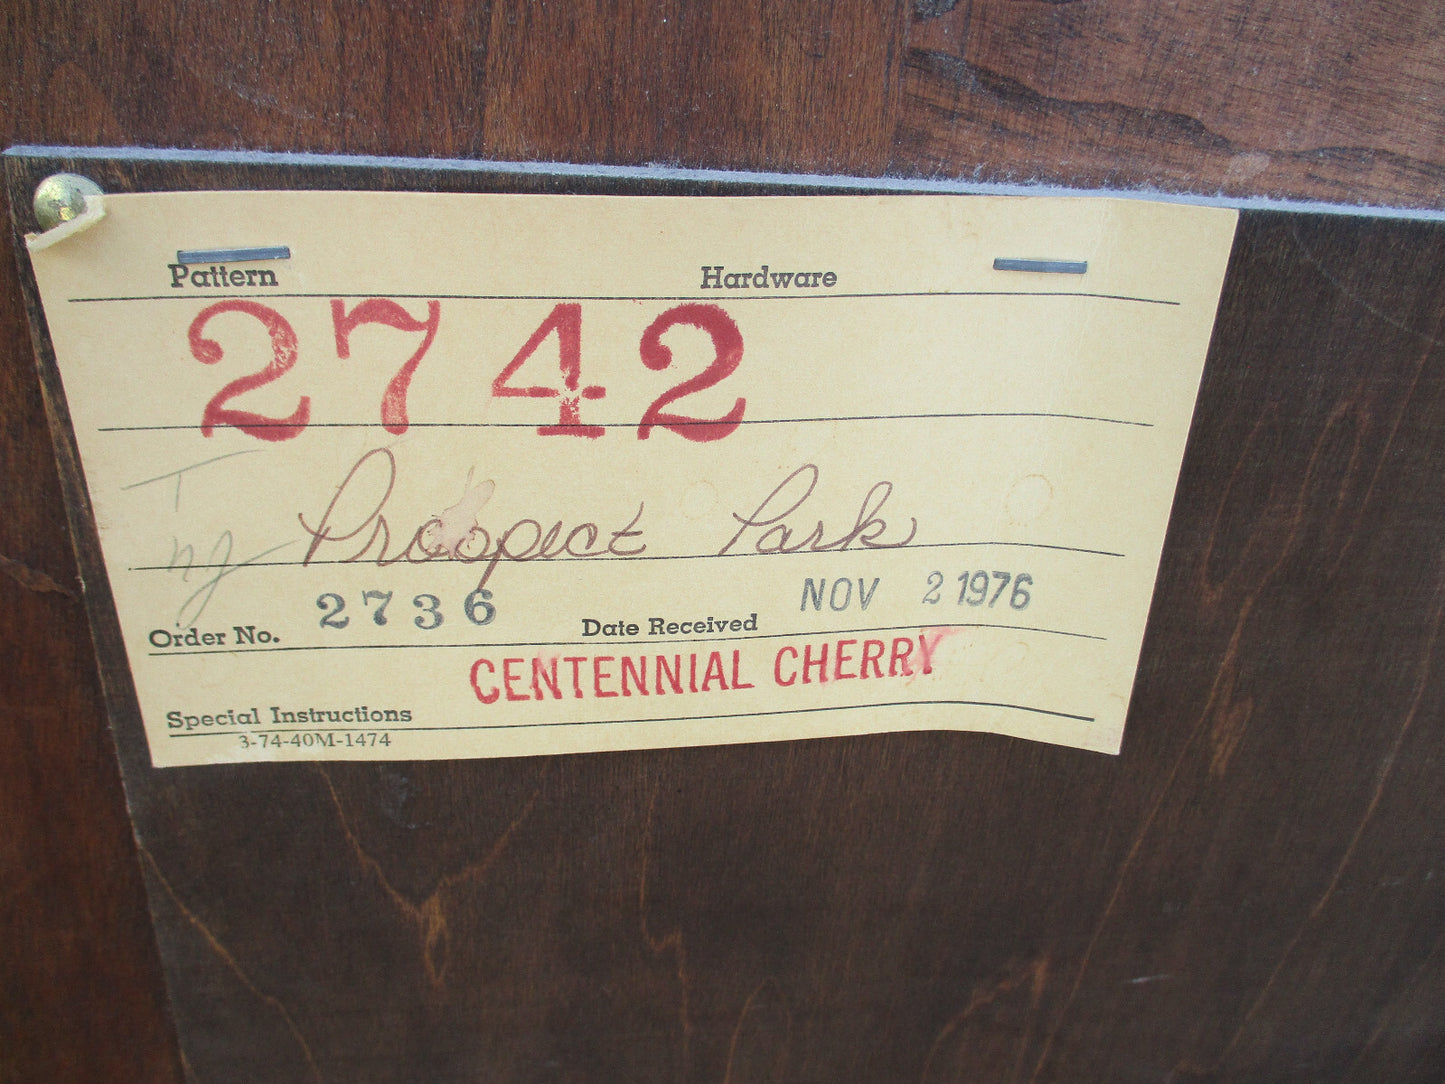 Pattern Hardware
2742
Prospect Park
NJ
Order No. 2736 Date Received NOV 2 1976
CENTENNIAL CHERRY
Special Instructions
3-74-40M-1474